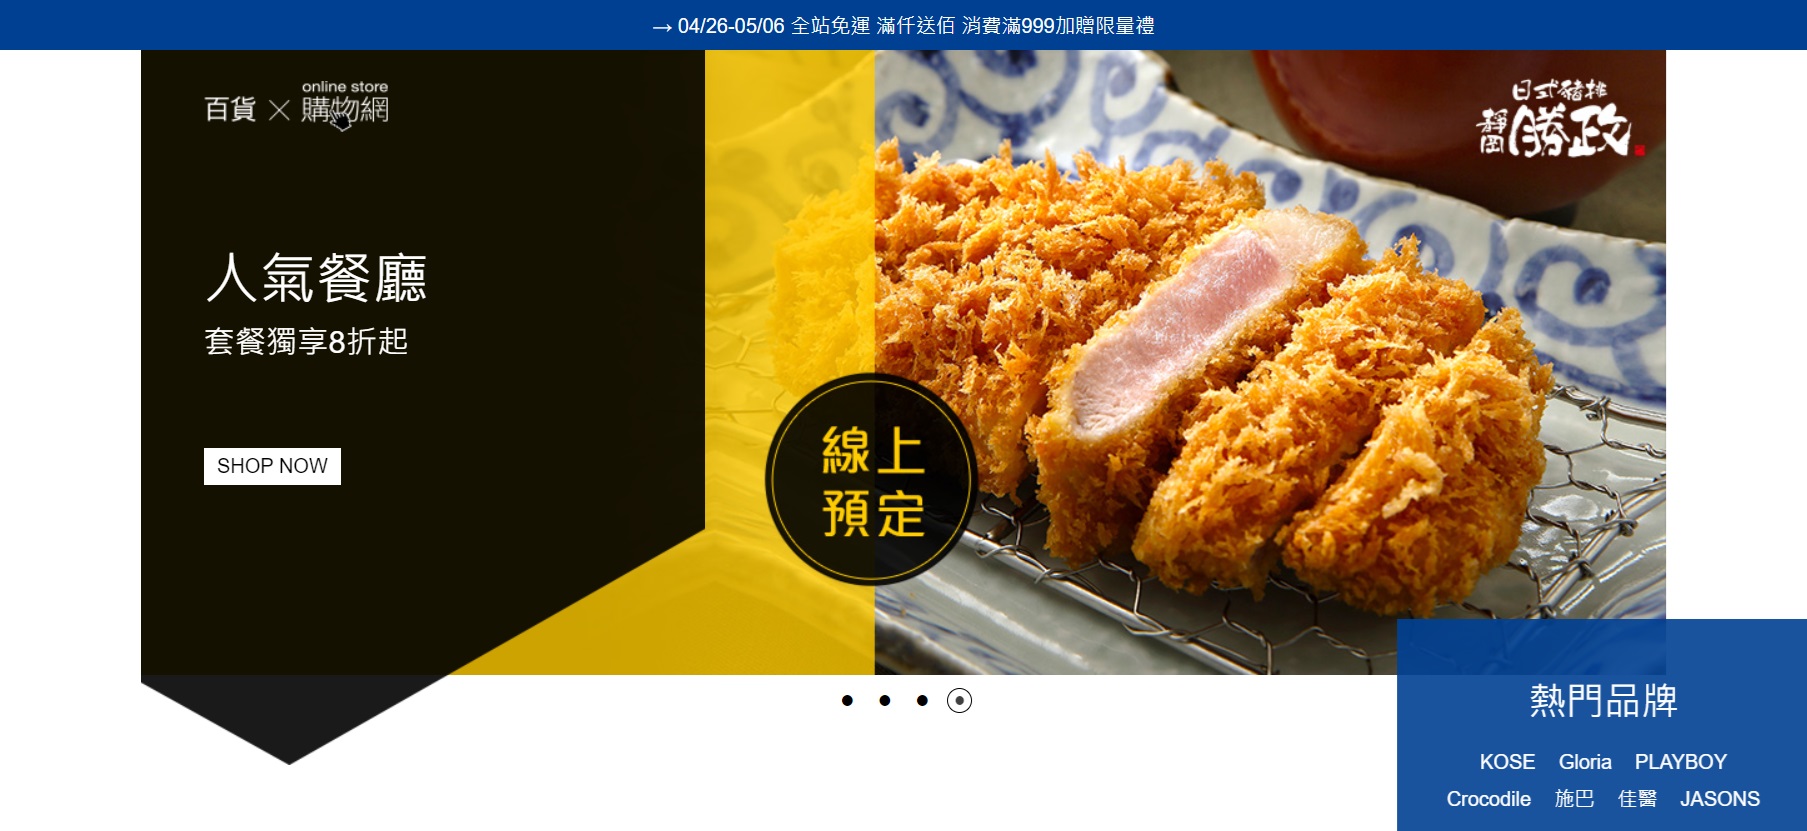 → 04/26-05/06 全站免運 滿仟送佰 消費滿999加贈限量禮
online store
百貨 × 購物網
日式豬排
靜岡勝政
人氣餐廳
套餐獨享8折起
SHOP NOW
線上
預定
熱門品牌
KOSE Gloria PLAYBOY
Crocodile 施巴 佳醫 JASONS